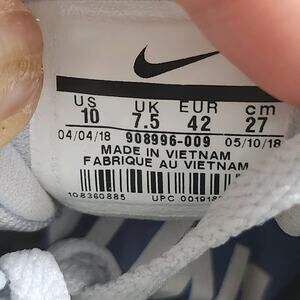 US UK EUR cm
10 7.5 42 27
04/04/18 908996-009 05/10/18
MADE IN VIETNAM
FABRIQUE AU VIETNAM
108360885 UPC 001918